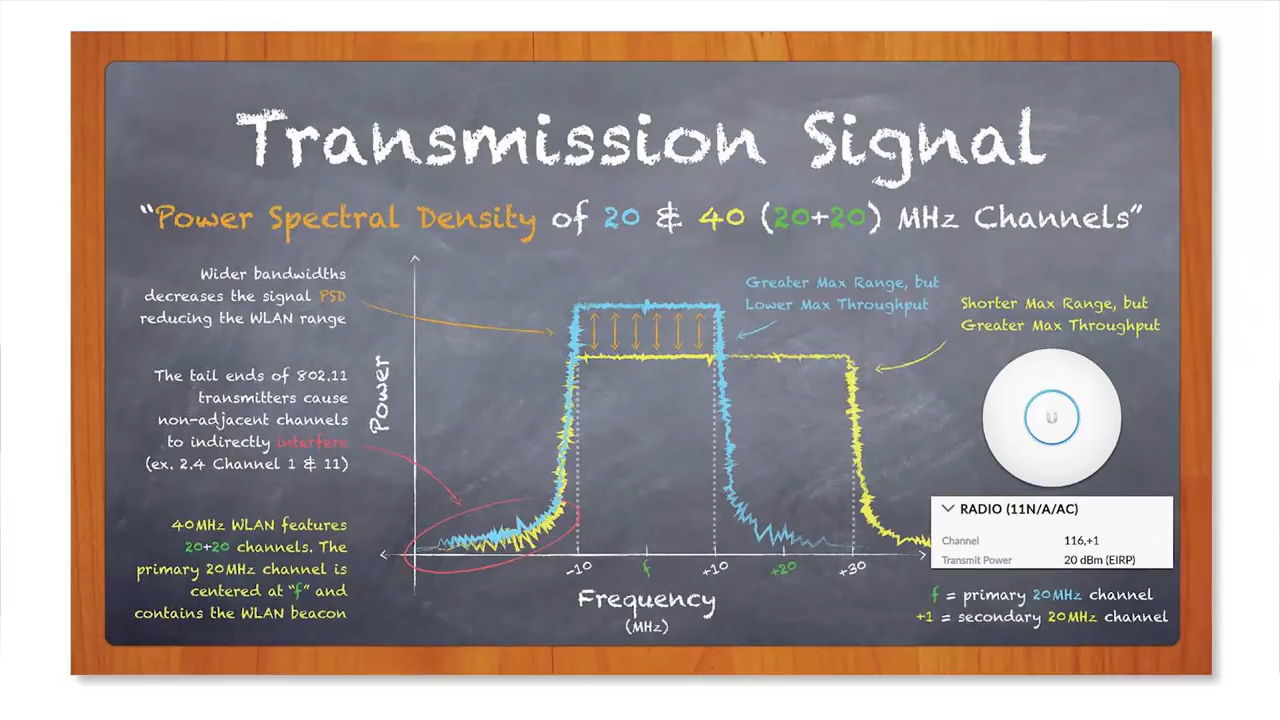 Transmission Signal
"Power Spectral Density of 20 & 40 (20+20) MHz Channels"
Wider bandwidths
decreases the signal PSD
reducing the WLAN range
The tail ends of 802.11
transmitters cause
non-adjacent channels
to indirectly interfere
(ex. 2.4 Channel 1 & 11)
40MHz WLAN features
20+20 channels. The
primary 20MHz channel is
centered at "f" and
contains the WLAN beacon
Power
Greater Max Range, but
Lower Max Throughput
Shorter Max Range, but
Greater Max Throughput
U
RADIO (11N/A/AC)
Channel 116,+1
Transmit Power 20 dBm (EIRP)
-10 f +10 +20 +30
Frequency
(MHz)
f = primary 20MHz channel
+1 = secondary 20MHz channel